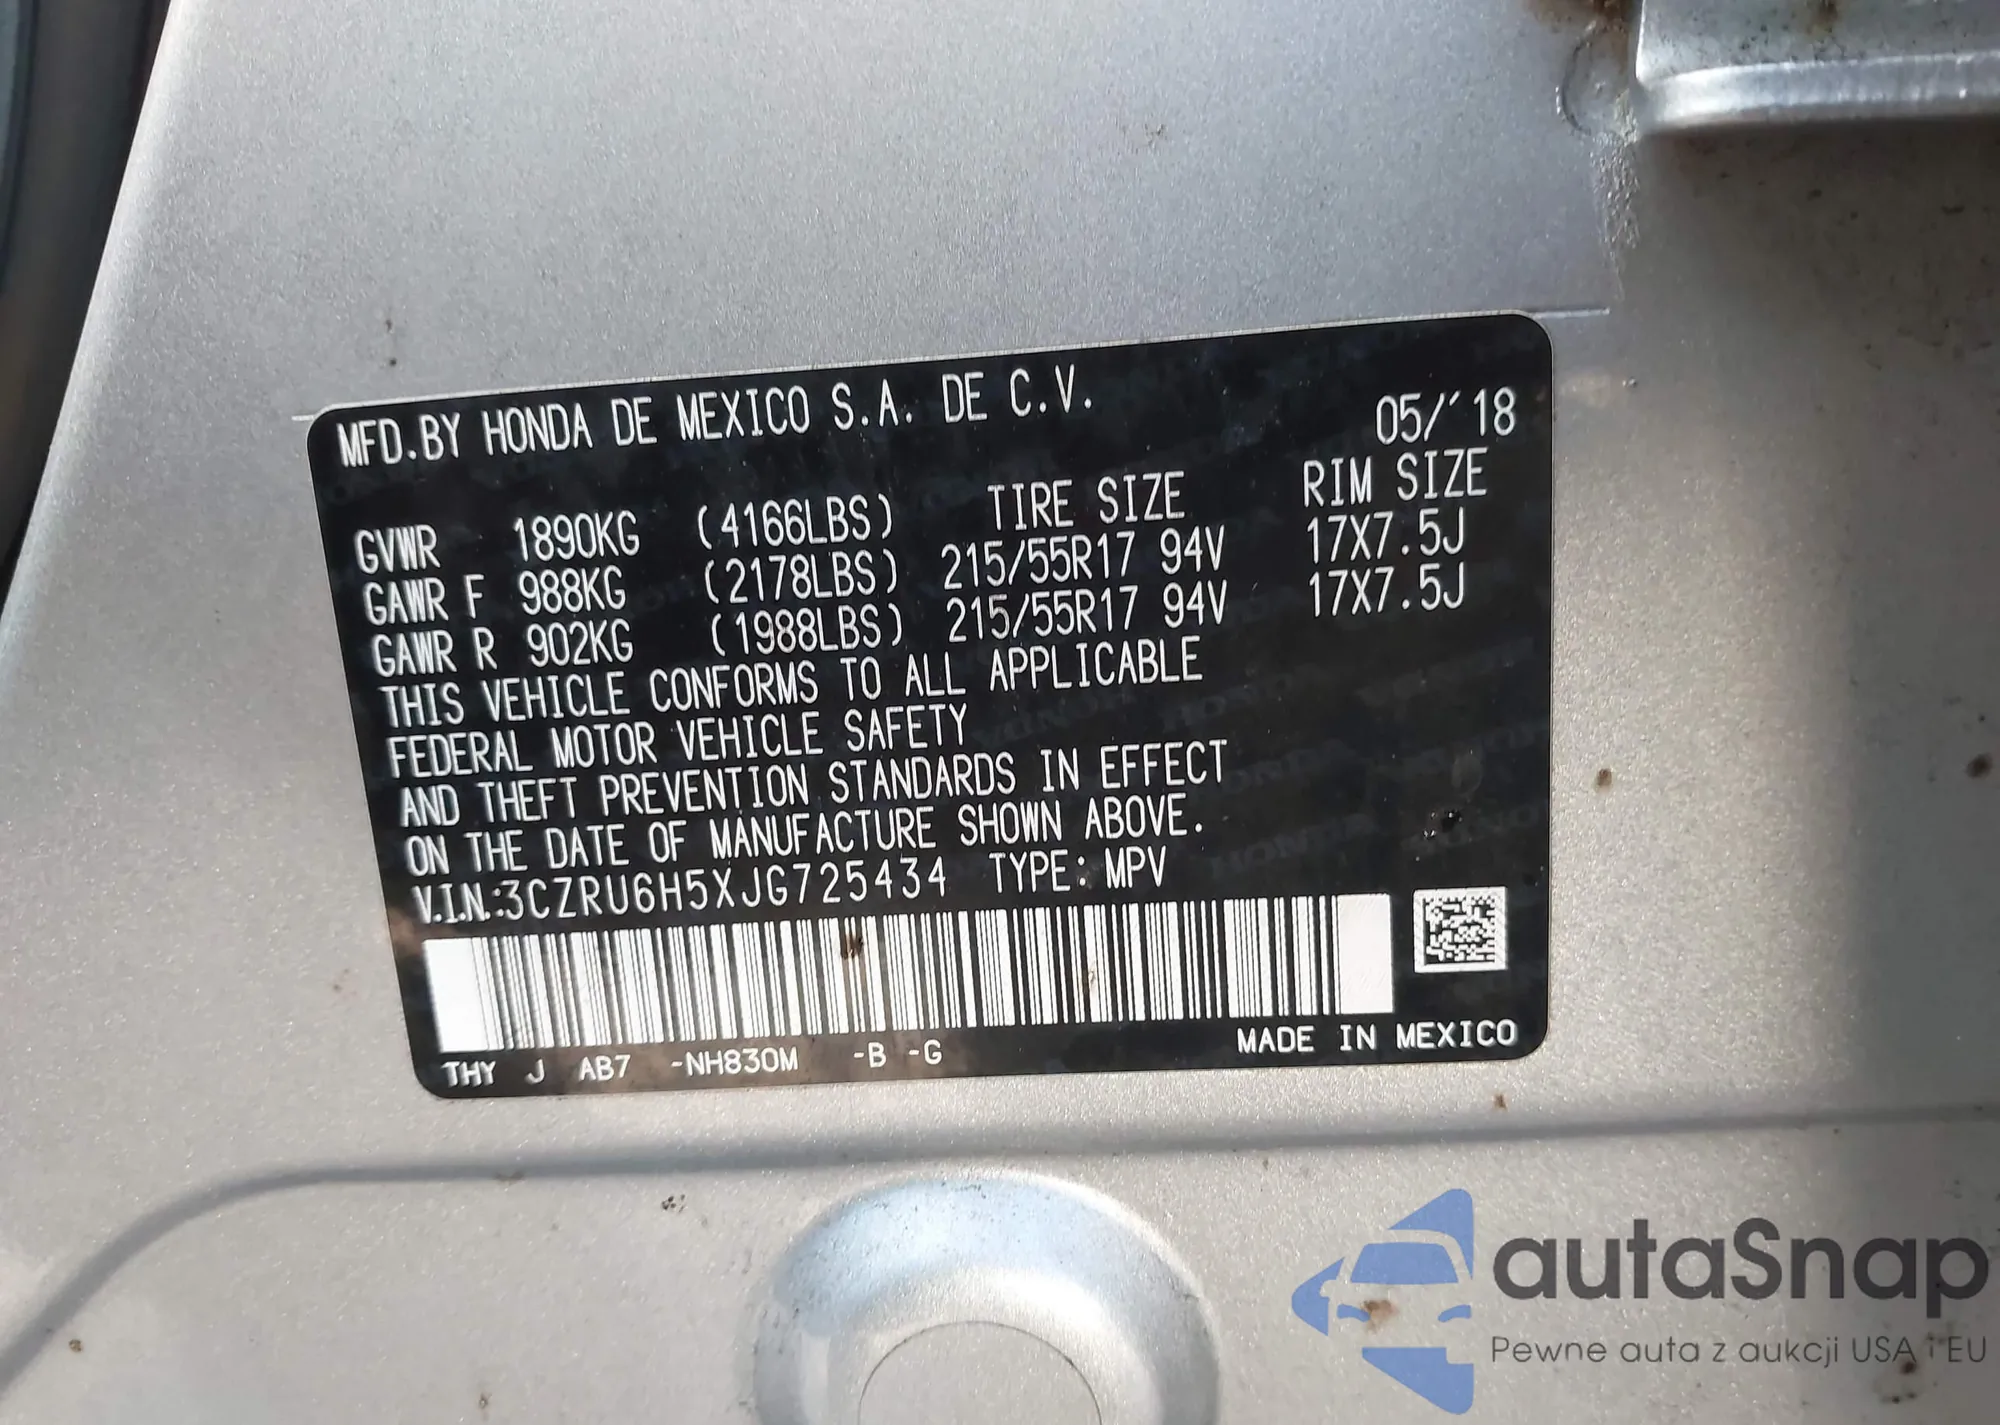 MFD.BY HONDA DE MEXICO S.A. DE C.V. 05/'18
TIRE SIZE RIM SIZE
GVWR 1890KG (4166LBS)
GAWR F 988KG (2178LBS) 215/55R17 94V 17X7.5J
GAWR R 902KG (1988LBS) 215/55R17 94V 17X7.5J
THIS VEHICLE CONFORMS TO ALL APPLICABLE
FEDERAL MOTOR VEHICLE SAFETY
AND THEFT PREVENTION STANDARDS IN EFFECT
ON THE DATE OF MANUFACTURE SHOWN ABOVE.
V.I.N.:3CZRU6H5XJG725434 TYPE: MPV
THY J AB7 -NH830M -B -G MADE IN MEXICO
autaSnap
Pewne auta z aukcji USA i EU